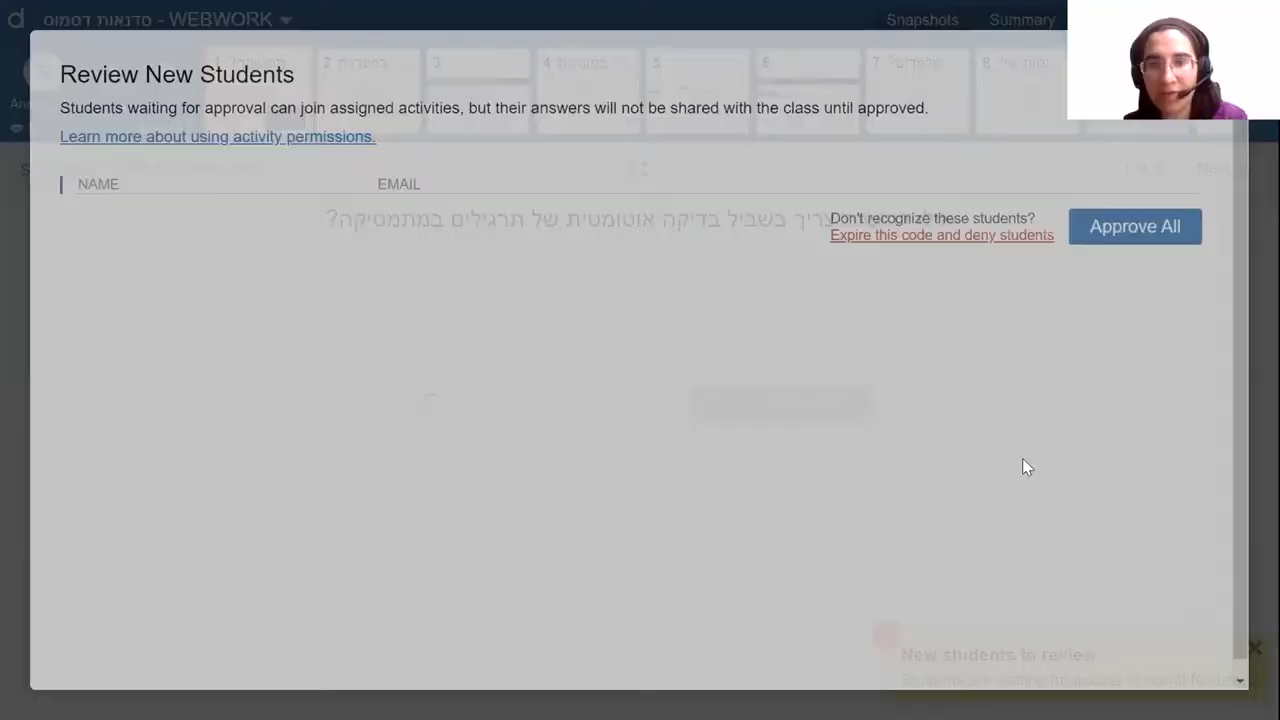 סדנאות דסמוס - WEBWORK
Snapshots
Summary
Review New Students
Students waiting for approval can join assigned activities, but their answers will not be shared with the class until approved.
Learn more about using activity permissions.
NAME
EMAIL
צריך בשביל בדיקה אוטומטית של תרגילים במתמטיקה?
Don't recognize these students?
Expire this code and deny students
Approve All
New students to review